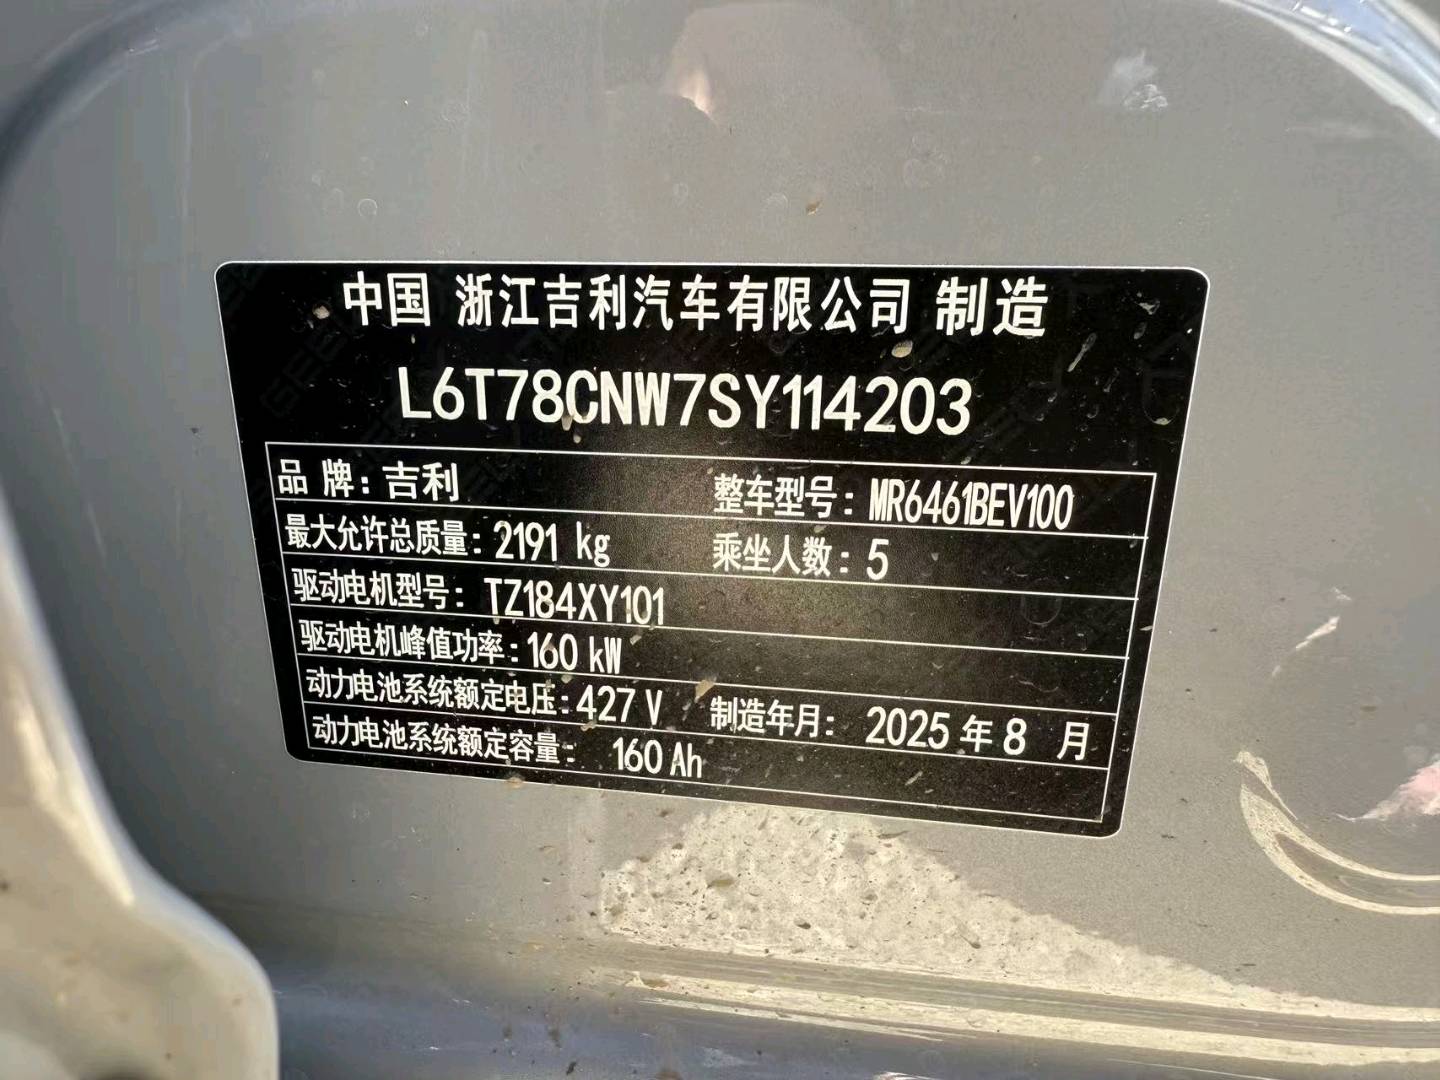 中国 浙江吉利汽车有限公司 制造
L6T78CNW7SY114203
品 牌: 吉利 整车型号: MR6461BEV100
最大允许总质量: 2191 kg 乘坐人数: 5
驱动电机型号: TZ184XY101
驱动电机峰值功率: 160 kW
动力电池系统额定电压: 427 V 制造年月: 2025 年 8 月
动力电池系统额定容量: 160 Ah